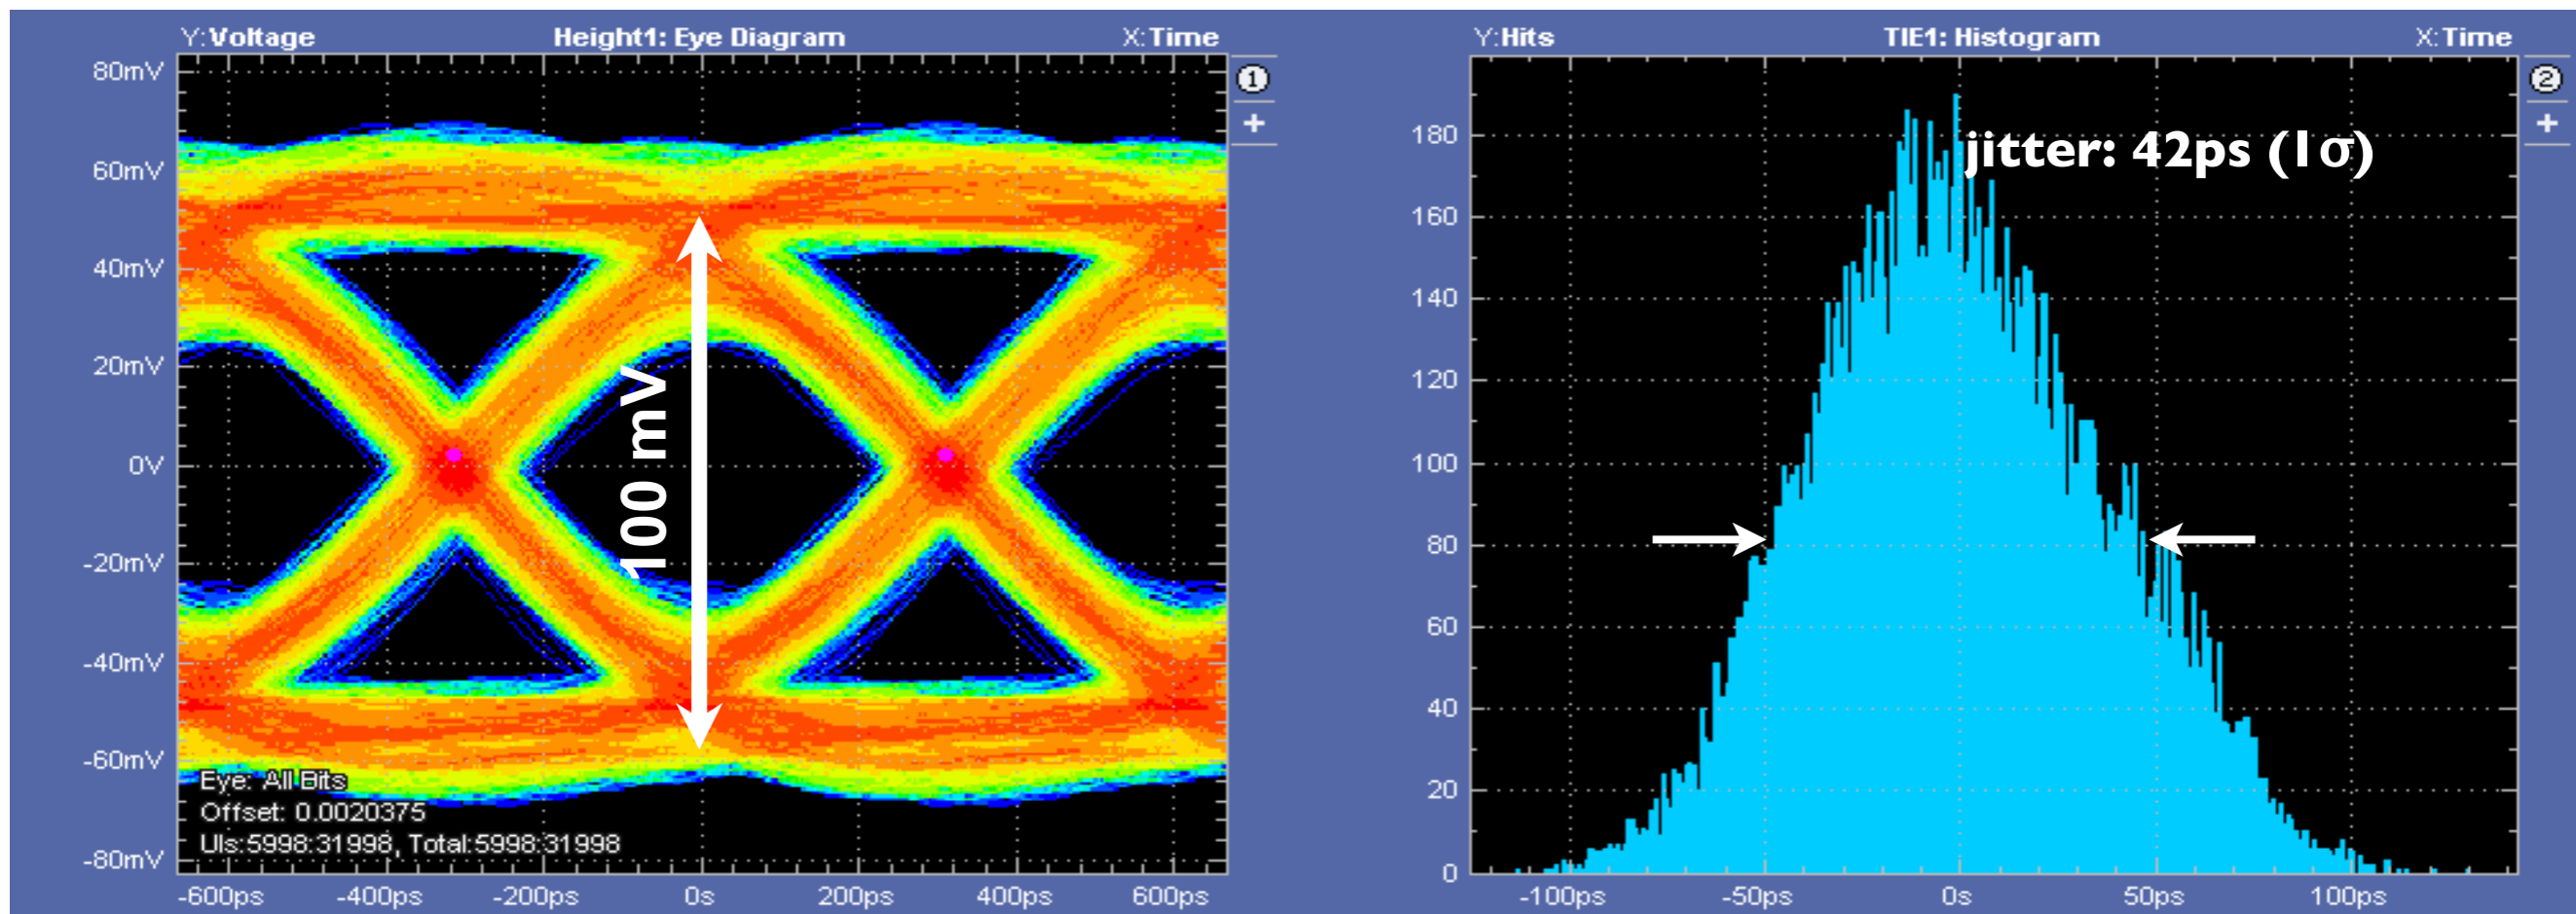 Y:Voltage Height1: Eye Diagram X:Time
1
+
80mV
60mV
40mV
20mV
0V
-20mV
-40mV
-60mV
-80mV
100 mV
Eye: All Bits
Offset: 0.0020375
UIs:5998:31998, Total:5998:31998
-600ps -400ps -200ps 0s 200ps 400ps 600ps
Y:Hits TIE1: Histogram X:Time
2
+
jitter: 42ps (1σ)
180
160
140
120
100
80
60
40
20
0
-100ps -50ps 0s 50ps 100ps